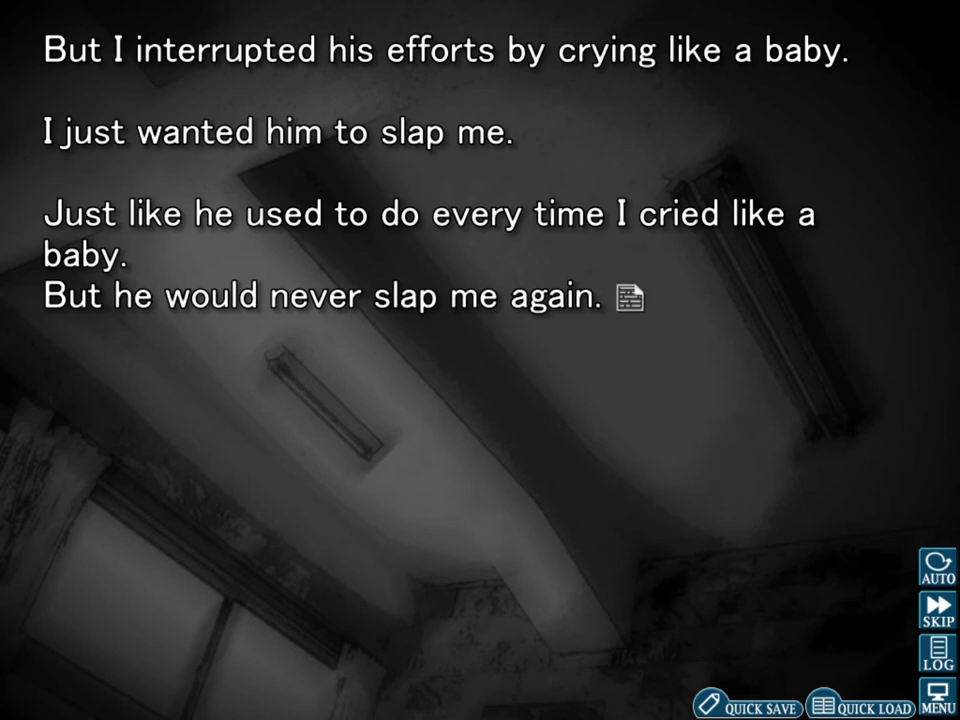 But I interrupted his efforts by crying like a baby.
I just wanted him to slap me.
Just like he used to do every time I cried like a
baby.
But he would never slap me again.
AUTO
SKIP
LOG
MENU
QUICK SAVE
QUICK LOAD